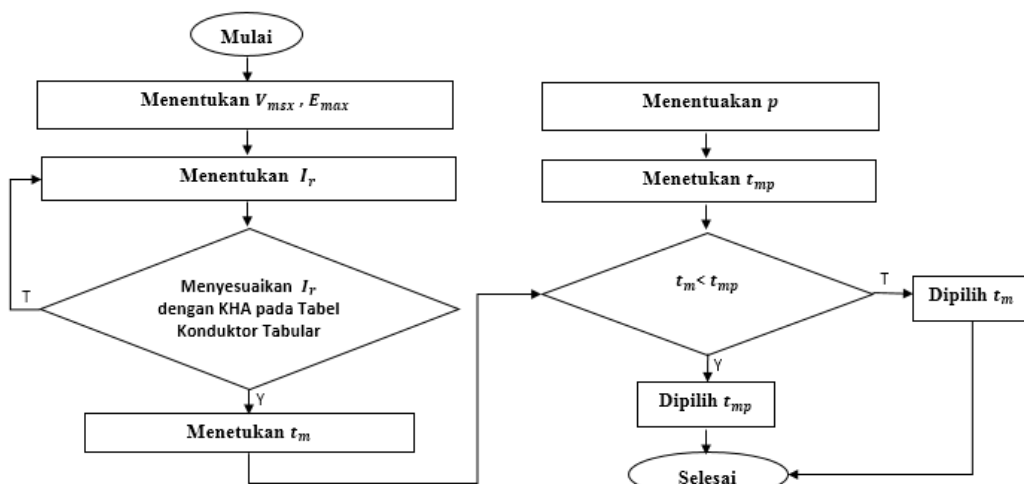 Mulai
Menentukan V_msx , E_max
Menentukan I_r
T
Menyesuaikan I_r
dengan KHA pada Tabel
Konduktor Tabular
Y
Menetukan t_m
Menentuakan p
Menetukan t_mp
t_m< t_mp
T
Dipilih t_m
Y
Dipilih t_mp
Selesai